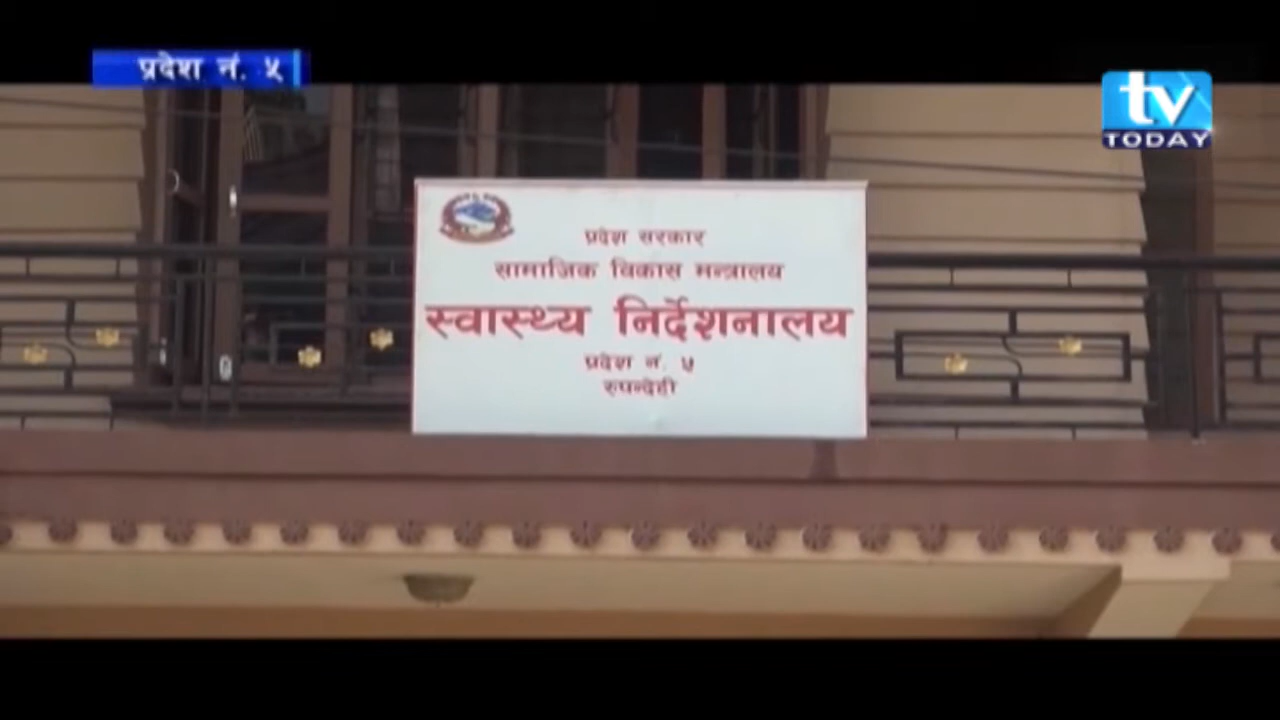 प्रदेश नं. ५
tv
TODAY
प्रदेश सरकार
सामाजिक विकास मन्त्रालय
स्वास्थ्य निर्देशनालय
प्रदेश नं. ५
रुपन्देही